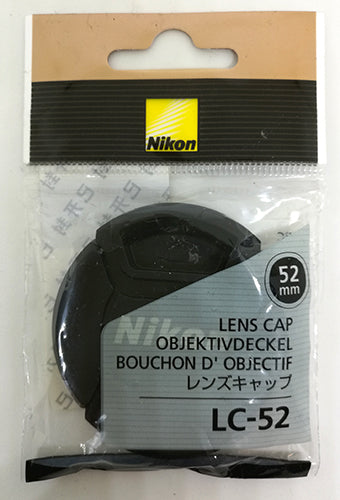 Nikon
52
mm
Nikon
LENS CAP
OBJEKTIVDECKEL
BOUCHON D' OBJECTIF
レンズキャップ
LC-52